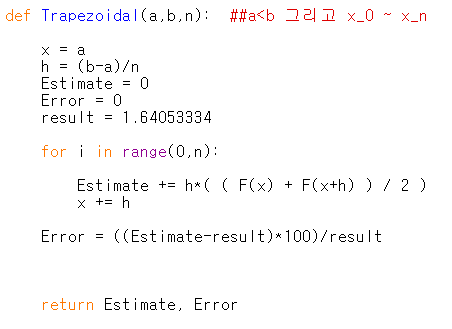 def Trapezoidal(a,b,n):  ##a<b 그리고 x_0 ~ x_n
x = a
h = (b-a)/n
Estimate = 0
Error = 0
result = 1.64053334
for i in range(0,n):
Estimate += h*( ( F(x) + F(x+h) ) / 2 )
x += h
Error = ((Estimate-result)*100)/result
return Estimate, Error